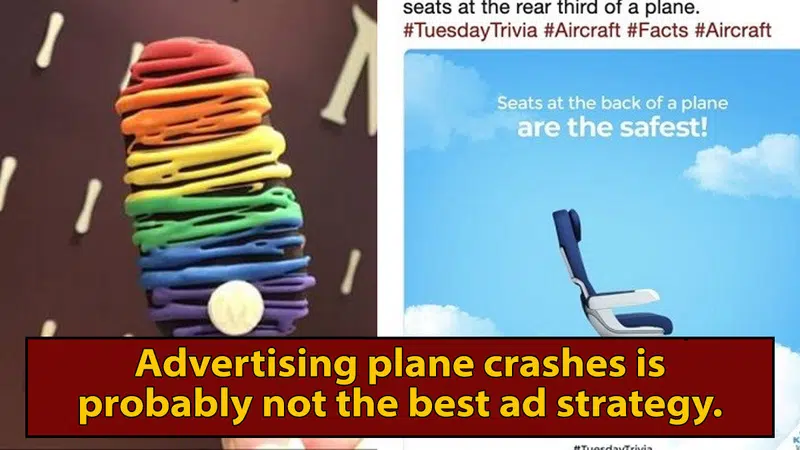 seats at the rear third of a plane.
#TuesdayTrivia #Aircraft #Facts #Aircraft
Seats at the back of a plane
are the safest!
M
Advertising plane crashes is
probably not the best ad strategy.
#TuesdayTrivia